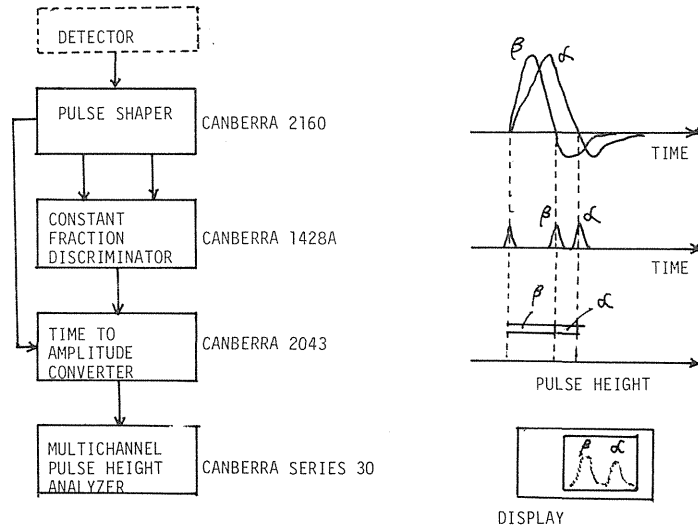 DETECTOR
PULSE SHAPER
CANBERRA 2160
CONSTANT
FRACTION
DISCRIMINATOR
CANBERRA 1428A
TIME TO
AMPLITUDE
CONVERTER
CANBERRA 2043
MULTICHANNEL
PULSE HEIGHT
ANALYZER
CANBERRA SERIES 30
β α
TIME
β α
TIME
β α
PULSE HEIGHT
β α
DISPLAY